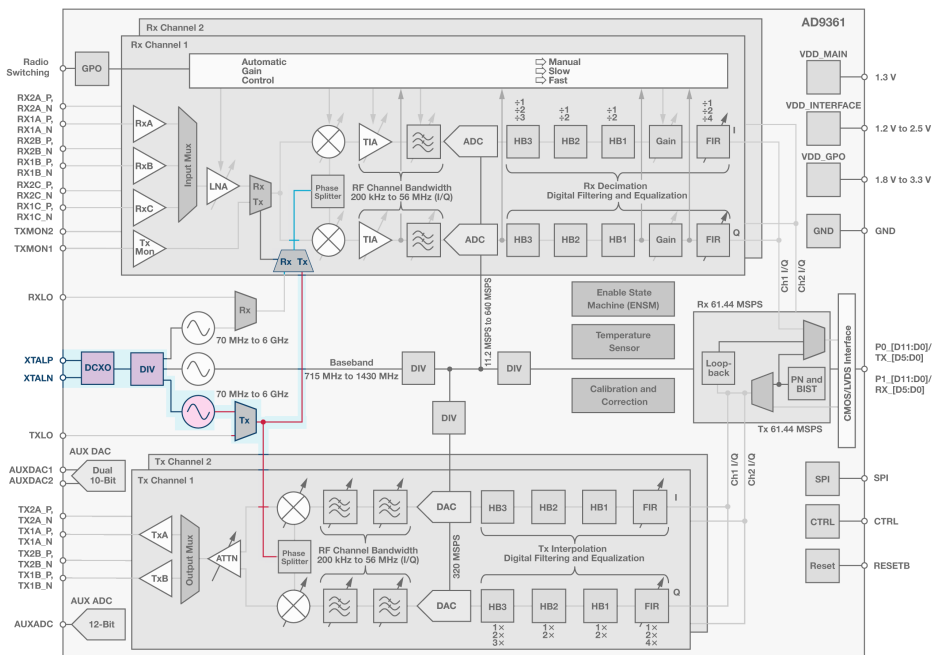 AD9361
Rx Channel 2
Rx Channel 1
Radio
Switching
GPO
Automatic
Gain
Control
⇨ Manual
⇨ Slow
⇨ Fast
VDD_MAIN
1.3 V
VDD_INTERFACE
1.2 V to 2.5 V
VDD_GPO
1.8 V to 3.3 V
GND
GND
RX2A_P,
RX2A_N
RX1A_P,
RX1A_N
RX2B_P,
RX2B_N
RX1B_P,
RX1B_N
RX2C_P,
RX2C_N
RX1C_P,
RX1C_N
TXMON2
TXMON1
RxA
RxB
RxC
Tx
Mon
Input Mux
LNA
Rx
Tx
Phase
Splitter
TIA
ADC
÷1
÷2
÷3
÷1
÷2
÷1
÷2
÷1
÷2
÷4
HB3
HB2
HB1
Gain
FIR
I
RF Channel Bandwidth
200 kHz to 56 MHz (I/Q)
Rx Decimation
Digital Filtering and Equalization
TIA
ADC
HB3
HB2
HB1
Gain
FIR
Q
Rx Tx
Ch1 I/Q
Ch2 I/Q
RXLO
Rx
70 MHz to 6 GHz
11.2 MSPS to 640 MSPS
Enable State
Machine (ENSM)
Temperature
Sensor
Calibration and
Correction
Rx 61.44 MSPS
Loop-
back
PN and
BIST
Tx 61.44 MSPS
CMOS/LVDS Interface
P0_[D11:D0]/
TX_[D5:D0]
P1_[D11:D0]/
RX_[D5:D0]
XTALP
XTALN
DCXO
DIV
Baseband
715 MHz to 1430 MHz
DIV
DIV
DIV
70 MHz to 6 GHz
Tx
TXLO
AUX DAC
AUXDAC1
AUXDAC2
Dual
10-Bit
Tx Channel 2
Tx Channel 1
Ch1 I/Q
Ch2 I/Q
SPI
SPI
CTRL
CTRL
Reset
RESETB
TX2A_P,
TX2A_N
TX1A_P,
TX1A_N
TX2B_P,
TX2B_N
TX1B_P,
TX1B_N
TxA
TxB
Output Mux
ATTN
Phase
Splitter
DAC
HB3
HB2
HB1
FIR
I
RF Channel Bandwidth
200 kHz to 56 MHz (I/Q)
320 MSPS
Tx Interpolation
Digital Filtering and Equalization
DAC
HB3
HB2
HB1
FIR
Q
1×
2×
3×
1×
2×
1×
2×
1×
2×
4×
AUX ADC
AUXADC
12-Bit